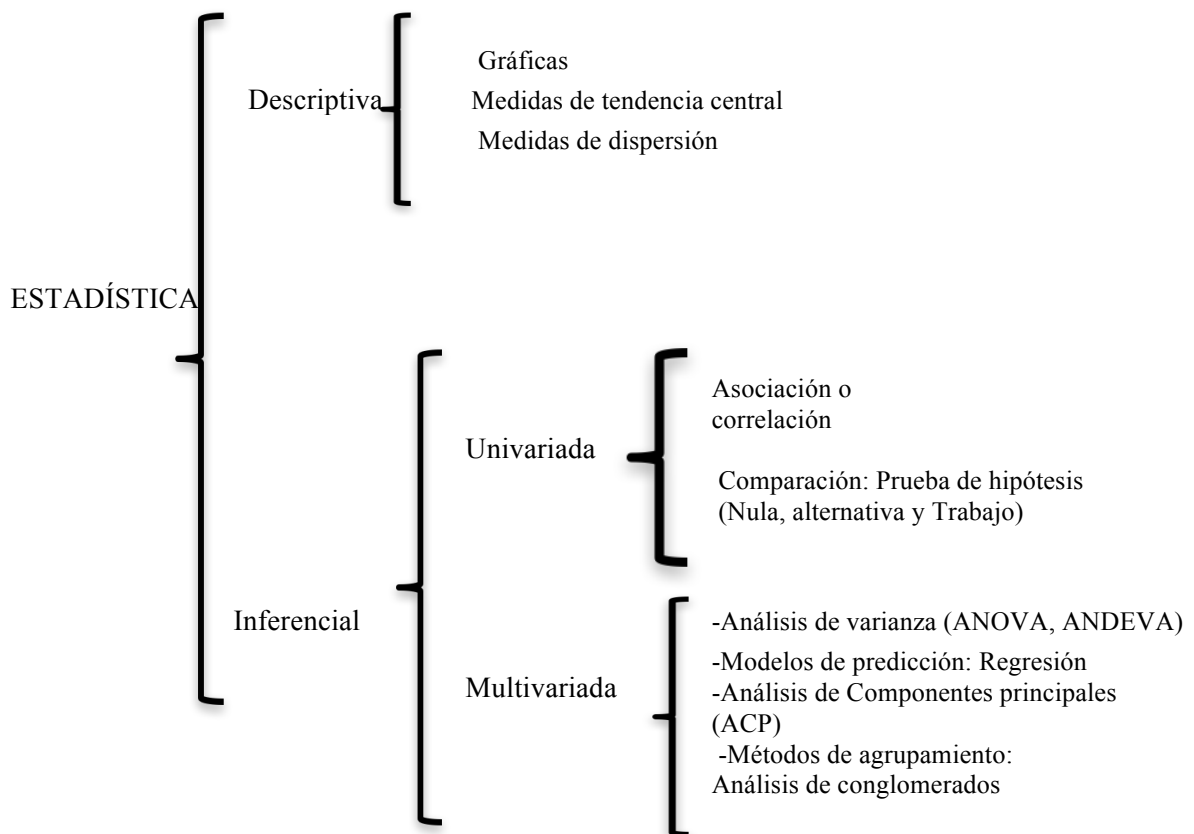 Gráficas
Descriptiva
Medidas de tendencia central
Medidas de dispersión
ESTADÍSTICA
Asociación o
correlación
Univariada
Comparación: Prueba de hipótesis
(Nula, alternativa y Trabajo)
Inferencial
-Análisis de varianza (ANOVA, ANDEVA)
-Modelos de predicción: Regresión
Multivariada
-Análisis de Componentes principales
(ACP)
-Métodos de agrupamiento:
Análisis de conglomerados